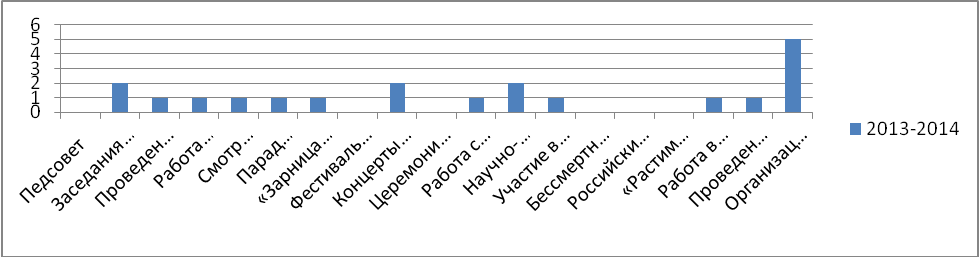 6
5
4
3
2
1
0
Педсовет
Заседания…
Проведен…
Работа…
Смотр…
Парад…
«Зарница…
Фестиваль…
Концерты…
Церемони…
Работа с…
Научно-…
Участие в…
Бессмертн…
Российски…
«Растим…
Работа в…
Проведен…
Организац…
2013-2014